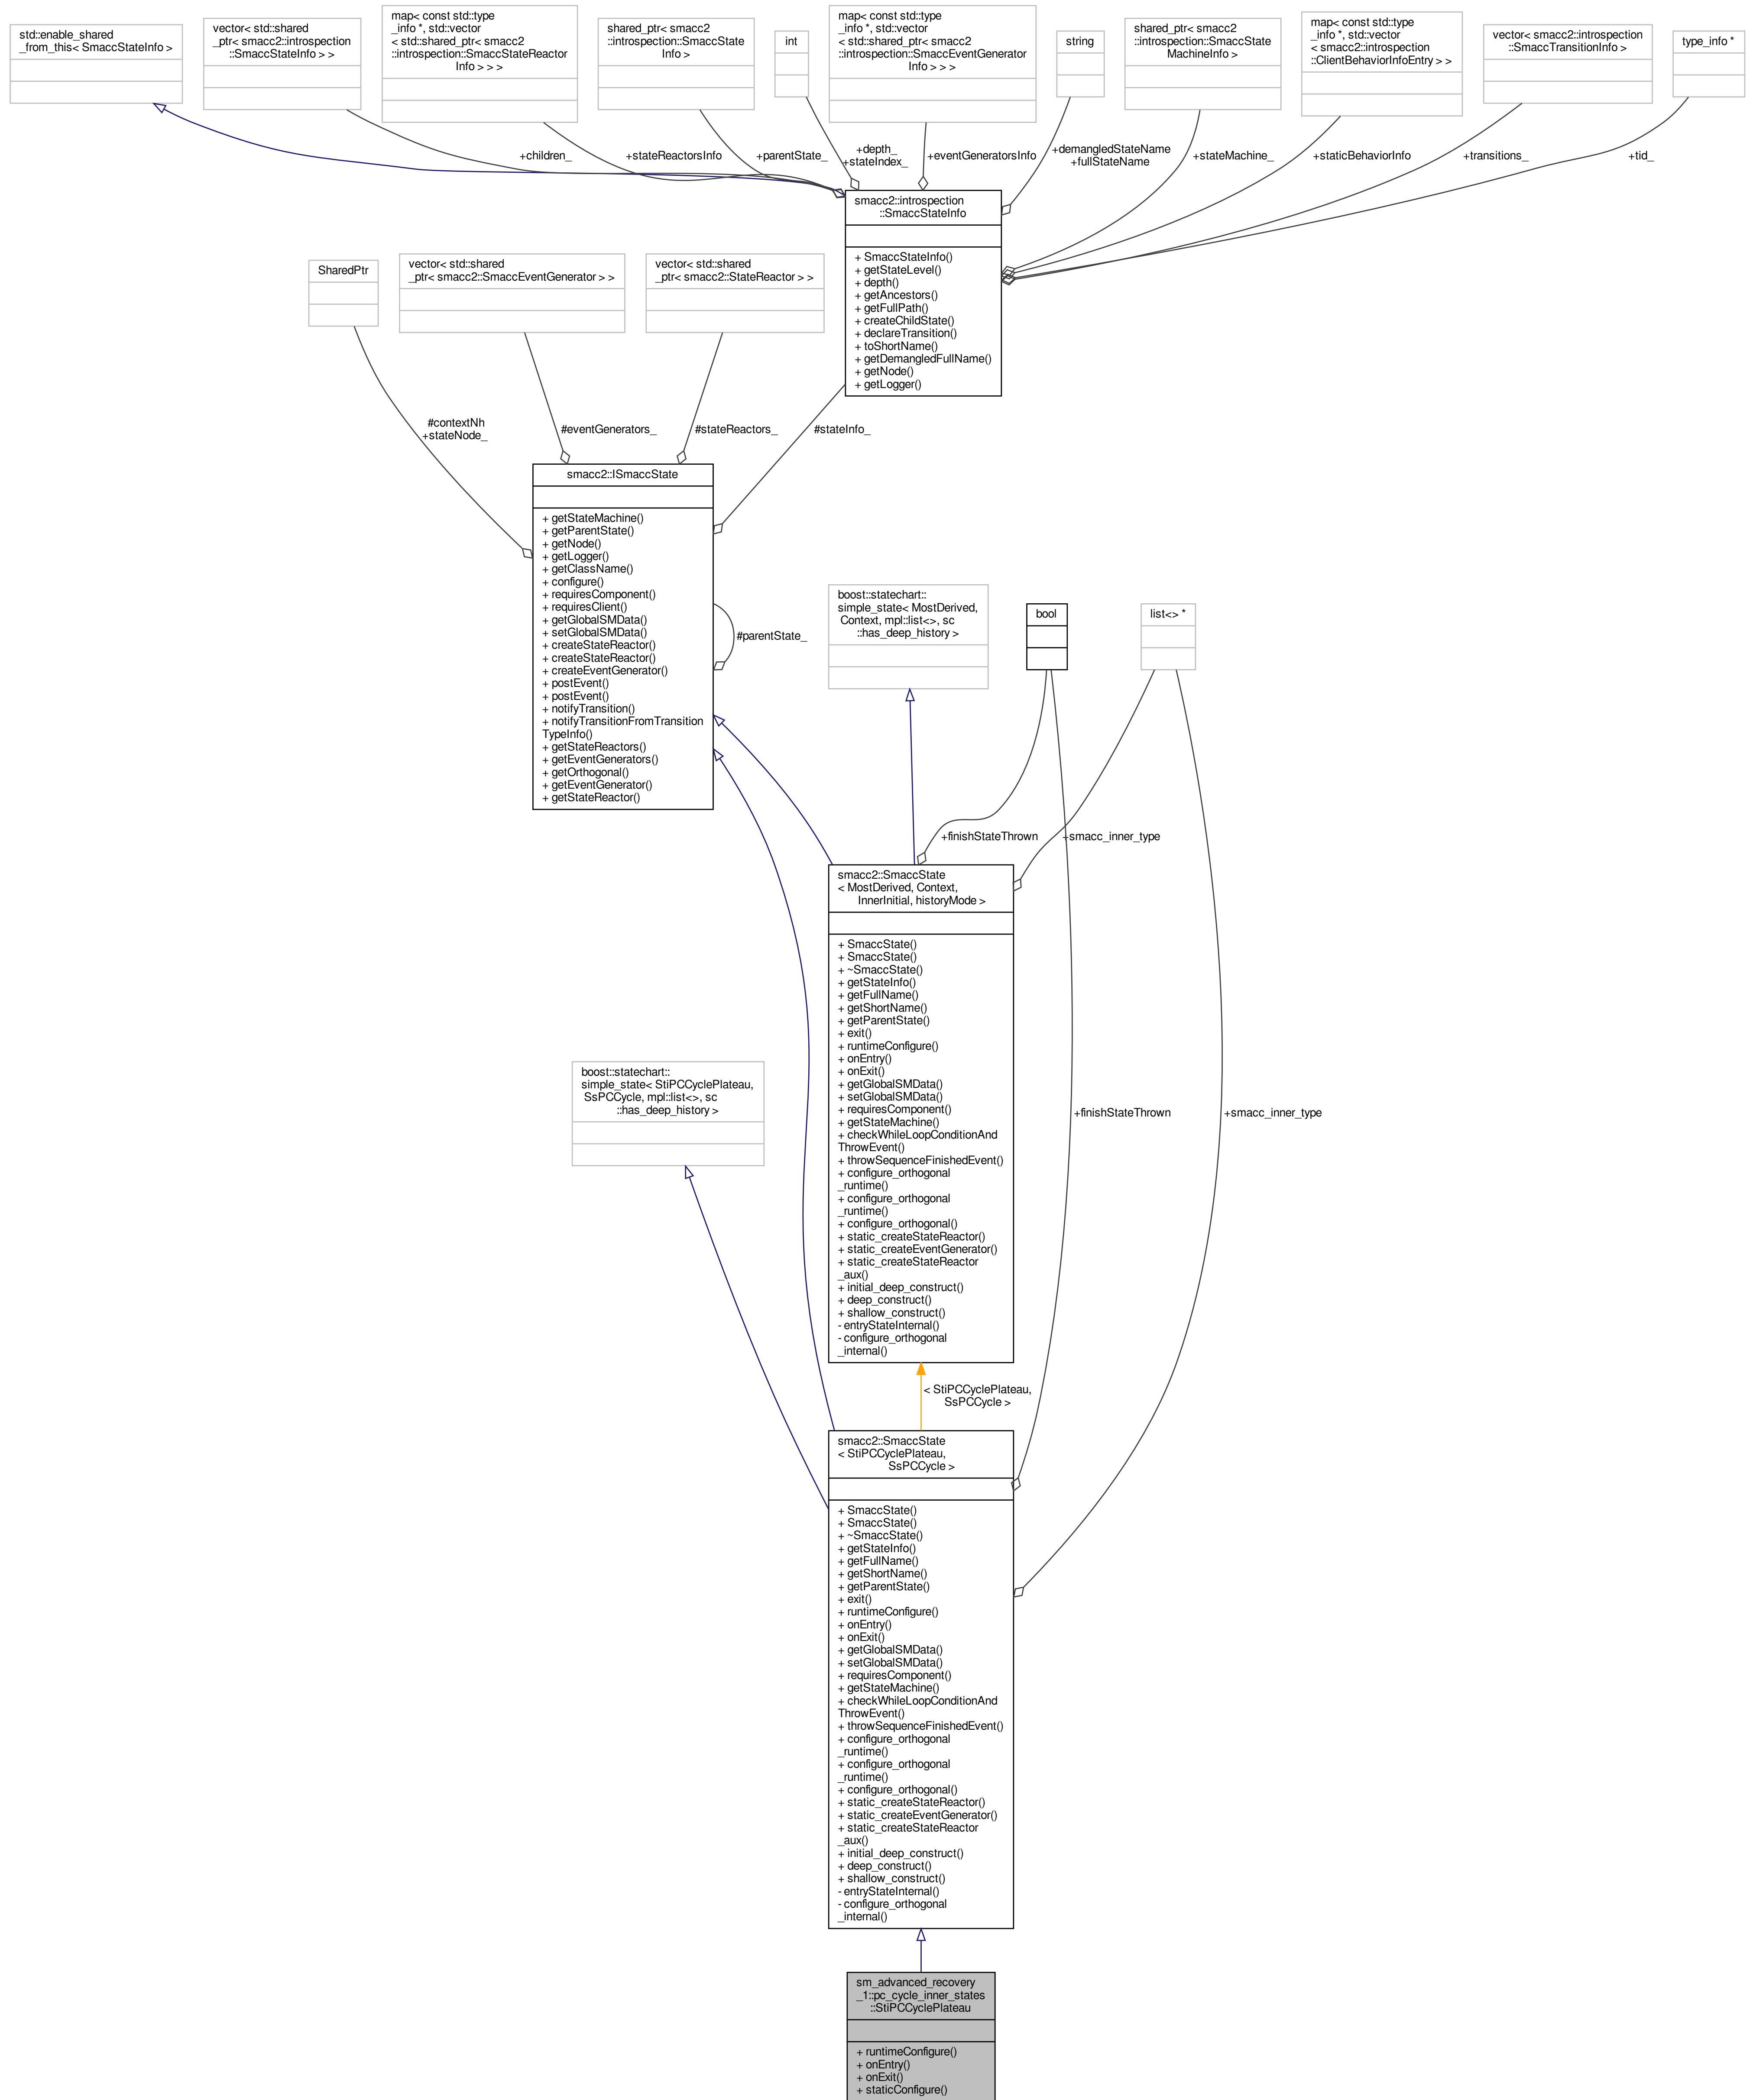 std::enable_shared
_from_this< SmaccStateInfo >
vector< std::shared
_ptr< smacc2::introspection
::SmaccStateInfo > >
map< const std::type
_info *, std::vector
< std::shared_ptr< smacc2
::introspection::SmaccStateReactor
Info > > >
shared_ptr< smacc2
::introspection::SmaccState
Info >
int
map< const std::type
_info *, std::vector
< std::shared_ptr< smacc2
::introspection::SmaccEventGenerator
Info > > >
string
shared_ptr< smacc2
::introspection::SmaccState
MachineInfo >
map< const std::type
_info *, std::vector
< smacc2::introspection
::ClientBehaviorInfoEntry > >
vector< smacc2::introspection
::SmaccTransitionInfo >
type_info *
+children_
+stateReactorsInfo
+parentState_
+depth_
+stateIndex_
+eventGeneratorsInfo
+demangledStateName
+fullStateName
+stateMachine_
+staticBehaviorInfo
+transitions_
+tid_
smacc2::introspection
::SmaccStateInfo
+ SmaccStateInfo()
+ getStateLevel()
+ depth()
+ getAncestors()
+ getFullPath()
+ createChildState()
+ declareTransition()
+ toShortName()
+ getDemangledFullName()
+ getNode()
+ getLogger()
SharedPtr
vector< std::shared
_ptr< smacc2::SmaccEventGenerator > >
vector< std::shared
_ptr< smacc2::StateReactor > >
#contextNh
+stateNode_
#eventGenerators_
#stateReactors_
#stateInfo_
smacc2::ISmaccState
+ getStateMachine()
+ getParentState()
+ getNode()
+ getLogger()
+ getClassName()
+ configure()
+ requiresComponent()
+ requiresClient()
+ getGlobalSMData()
+ setGlobalSMData()
+ createStateReactor()
+ createStateReactor()
+ createEventGenerator()
+ postEvent()
+ postEvent()
+ notifyTransition()
+ notifyTransitionFromTransition
TypeInfo()
+ getStateReactors()
+ getEventGenerators()
+ getOrthogonal()
+ getEventGenerator()
+ getStateReactor()
#parentState_
boost::statechart::
simple_state< MostDerived,
Context, mpl::list<>, sc
::has_deep_history >
bool
list<> *
+finishStateThrown
+smacc_inner_type
smacc2::SmaccState
< MostDerived, Context,
InnerInitial, historyMode >
+ SmaccState()
+ SmaccState()
+ ~SmaccState()
+ getStateInfo()
+ getFullName()
+ getShortName()
+ getParentState()
+ exit()
+ runtimeConfigure()
+ onEntry()
+ onExit()
+ getGlobalSMData()
+ setGlobalSMData()
+ requiresComponent()
+ getStateMachine()
+ checkWhileLoopConditionAnd
ThrowEvent()
+ throwSequenceFinishedEvent()
+ configure_orthogonal
_runtime()
+ configure_orthogonal
_runtime()
+ configure_orthogonal()
+ static_createStateReactor()
+ static_createEventGenerator()
+ static_createStateReactor
_aux()
+ initial_deep_construct()
+ deep_construct()
+ shallow_construct()
- entryStateInternal()
- configure_orthogonal
_internal()
boost::statechart::
simple_state< StiPCCyclePlateau,
SsPCCycle, mpl::list<>, sc
::has_deep_history >
+finishStateThrown
+smacc_inner_type
< StiPCCyclePlateau,
SsPCCycle >
smacc2::SmaccState
< StiPCCyclePlateau,
SsPCCycle >
+ SmaccState()
+ SmaccState()
+ ~SmaccState()
+ getStateInfo()
+ getFullName()
+ getShortName()
+ getParentState()
+ exit()
+ runtimeConfigure()
+ onEntry()
+ onExit()
+ getGlobalSMData()
+ setGlobalSMData()
+ requiresComponent()
+ getStateMachine()
+ checkWhileLoopConditionAnd
ThrowEvent()
+ throwSequenceFinishedEvent()
+ configure_orthogonal
_runtime()
+ configure_orthogonal
_runtime()
+ configure_orthogonal()
+ static_createStateReactor()
+ static_createEventGenerator()
+ static_createStateReactor
_aux()
+ initial_deep_construct()
+ deep_construct()
+ shallow_construct()
- entryStateInternal()
- configure_orthogonal
_internal()
sm_advanced_recovery
_1::pc_cycle_inner_states
::StiPCCyclePlateau
+ runtimeConfigure()
+ onEntry()
+ onExit()
+ staticConfigure()